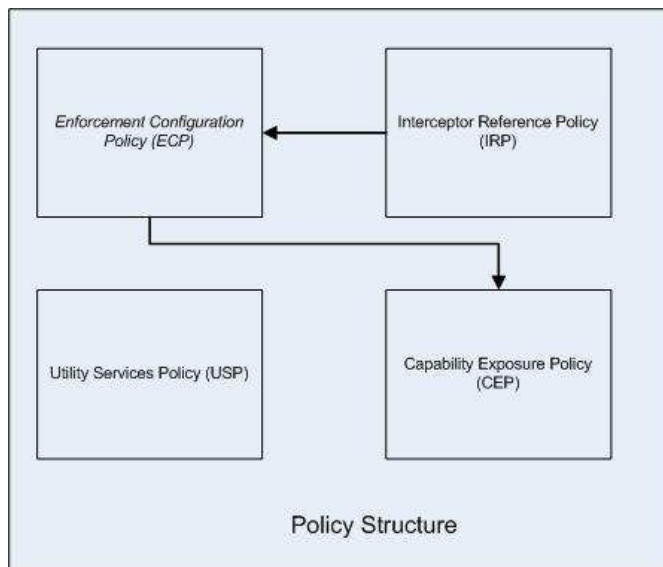 Enforcement Configuration
Policy (ECP)
Interceptor Reference Policy
(IRP)
Utility Services Policy (USP)
Capability Exposure Policy
(CEP)
Policy Structure